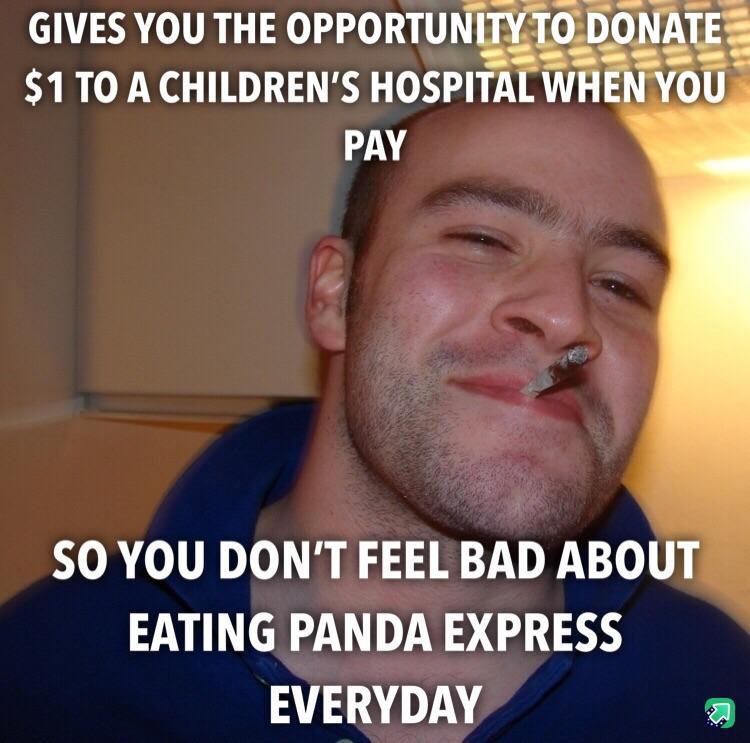 GIVES YOU THE OPPORTUNITY TO DONATE
$1 TO A CHILDREN'S HOSPITAL WHEN YOU
PAY
SO YOU DON'T FEEL BAD ABOUT
EATING PANDA EXPRESS
EVERYDAY